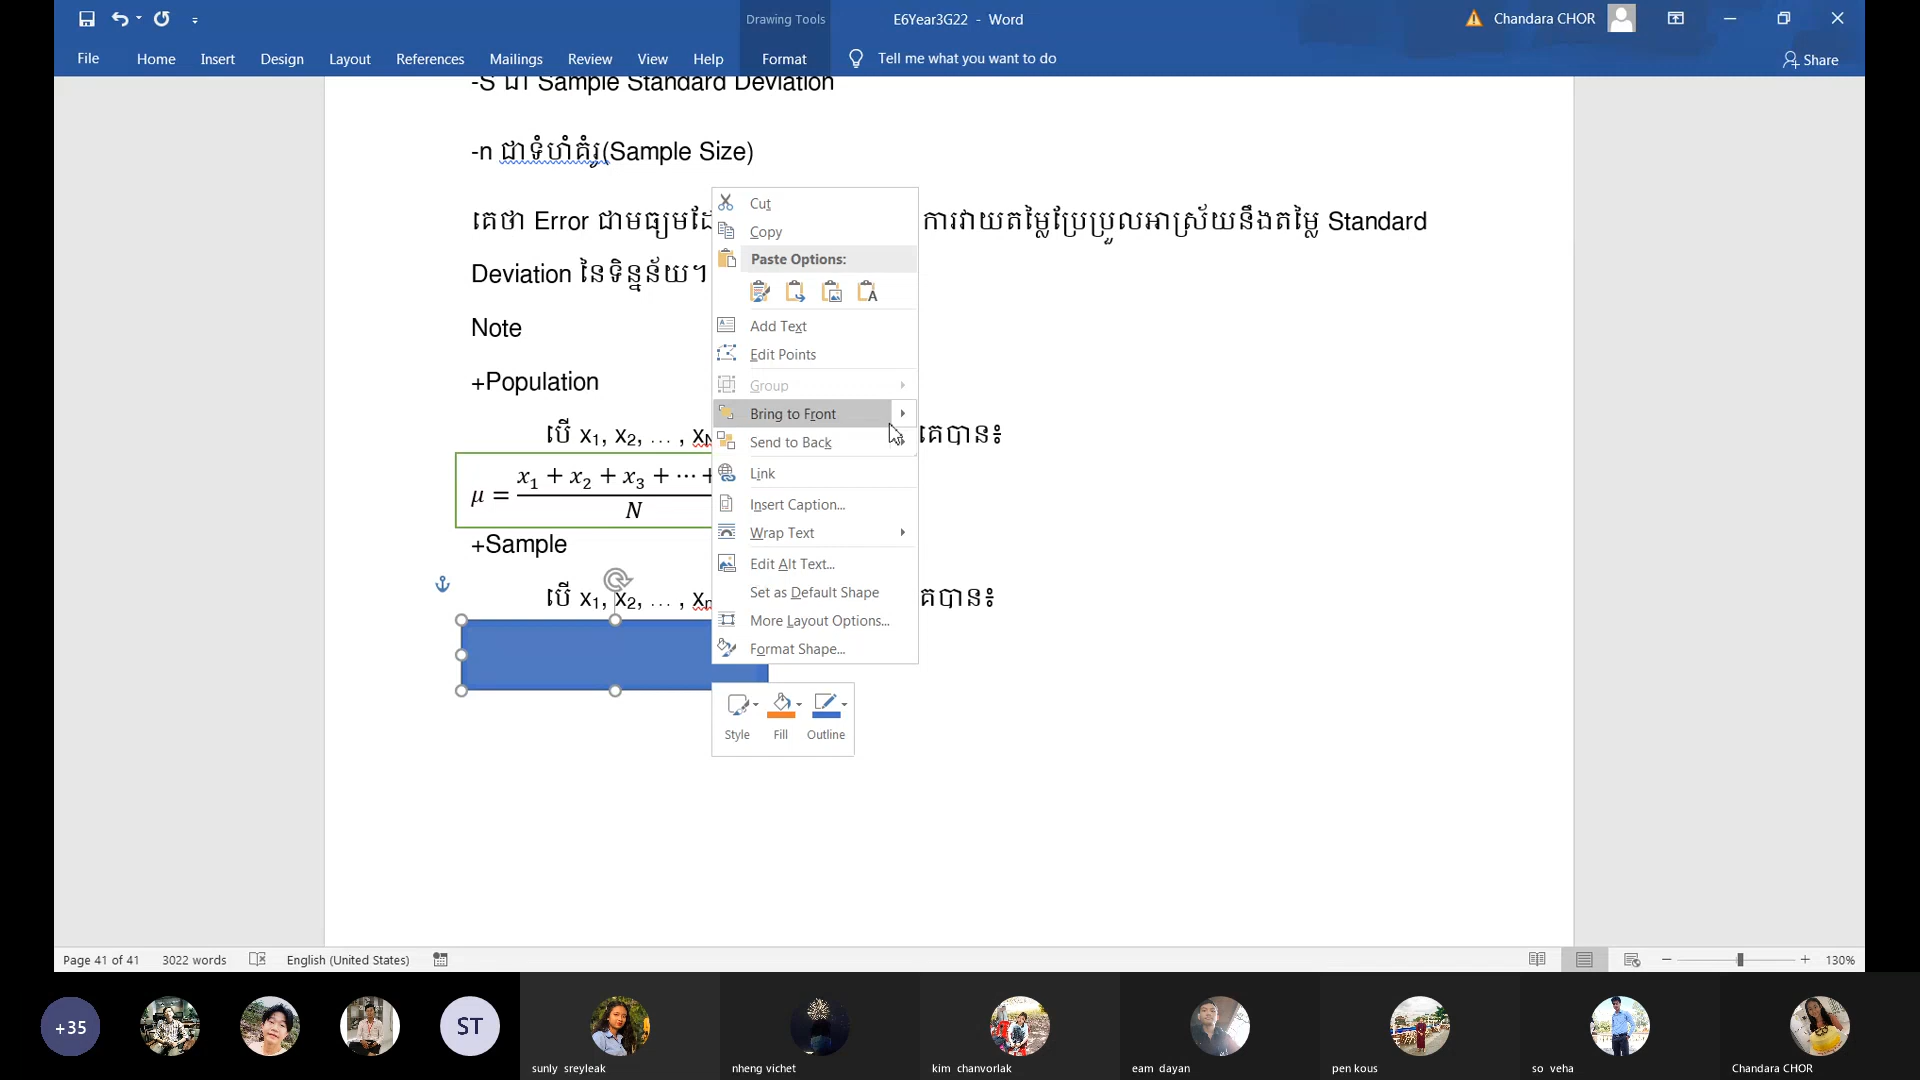 Drawing Tools
E6Year3G22 - Word
Chandara CHOR
File Home Insert Design Layout References Mailings Review View Help Format Tell me what you want to do Share
-S ជា Sample Standard Deviation
-n ជាទំហំគំរូ(Sample Size)
គេថា Error ជាមធ្យមដែ ការវាយតម្លៃប្រែប្រួលអាស្រ័យនឹងតម្លៃ Standard
Deviation នៃទិន្នន័យ។
Note
+Population
បើ x₁, x₂, … , xN គេបាន៖
μ = (x₁ + x₂ + x₃ + ⋯ +)/N
+Sample
បើ x₁, x₂, … , xn គេបាន៖
Cut
Copy
Paste Options:
Add Text
Edit Points
Group
Bring to Front
Send to Back
Link
Insert Caption...
Wrap Text
Edit Alt Text...
Set as Default Shape
More Layout Options...
Format Shape...
Style Fill Outline
Page 41 of 41 3022 words English (United States) 130%
+35 ST
sunly sreyleak nheng vichet kim chanvorlak eam dayan pen kous so veha Chandara CHOR